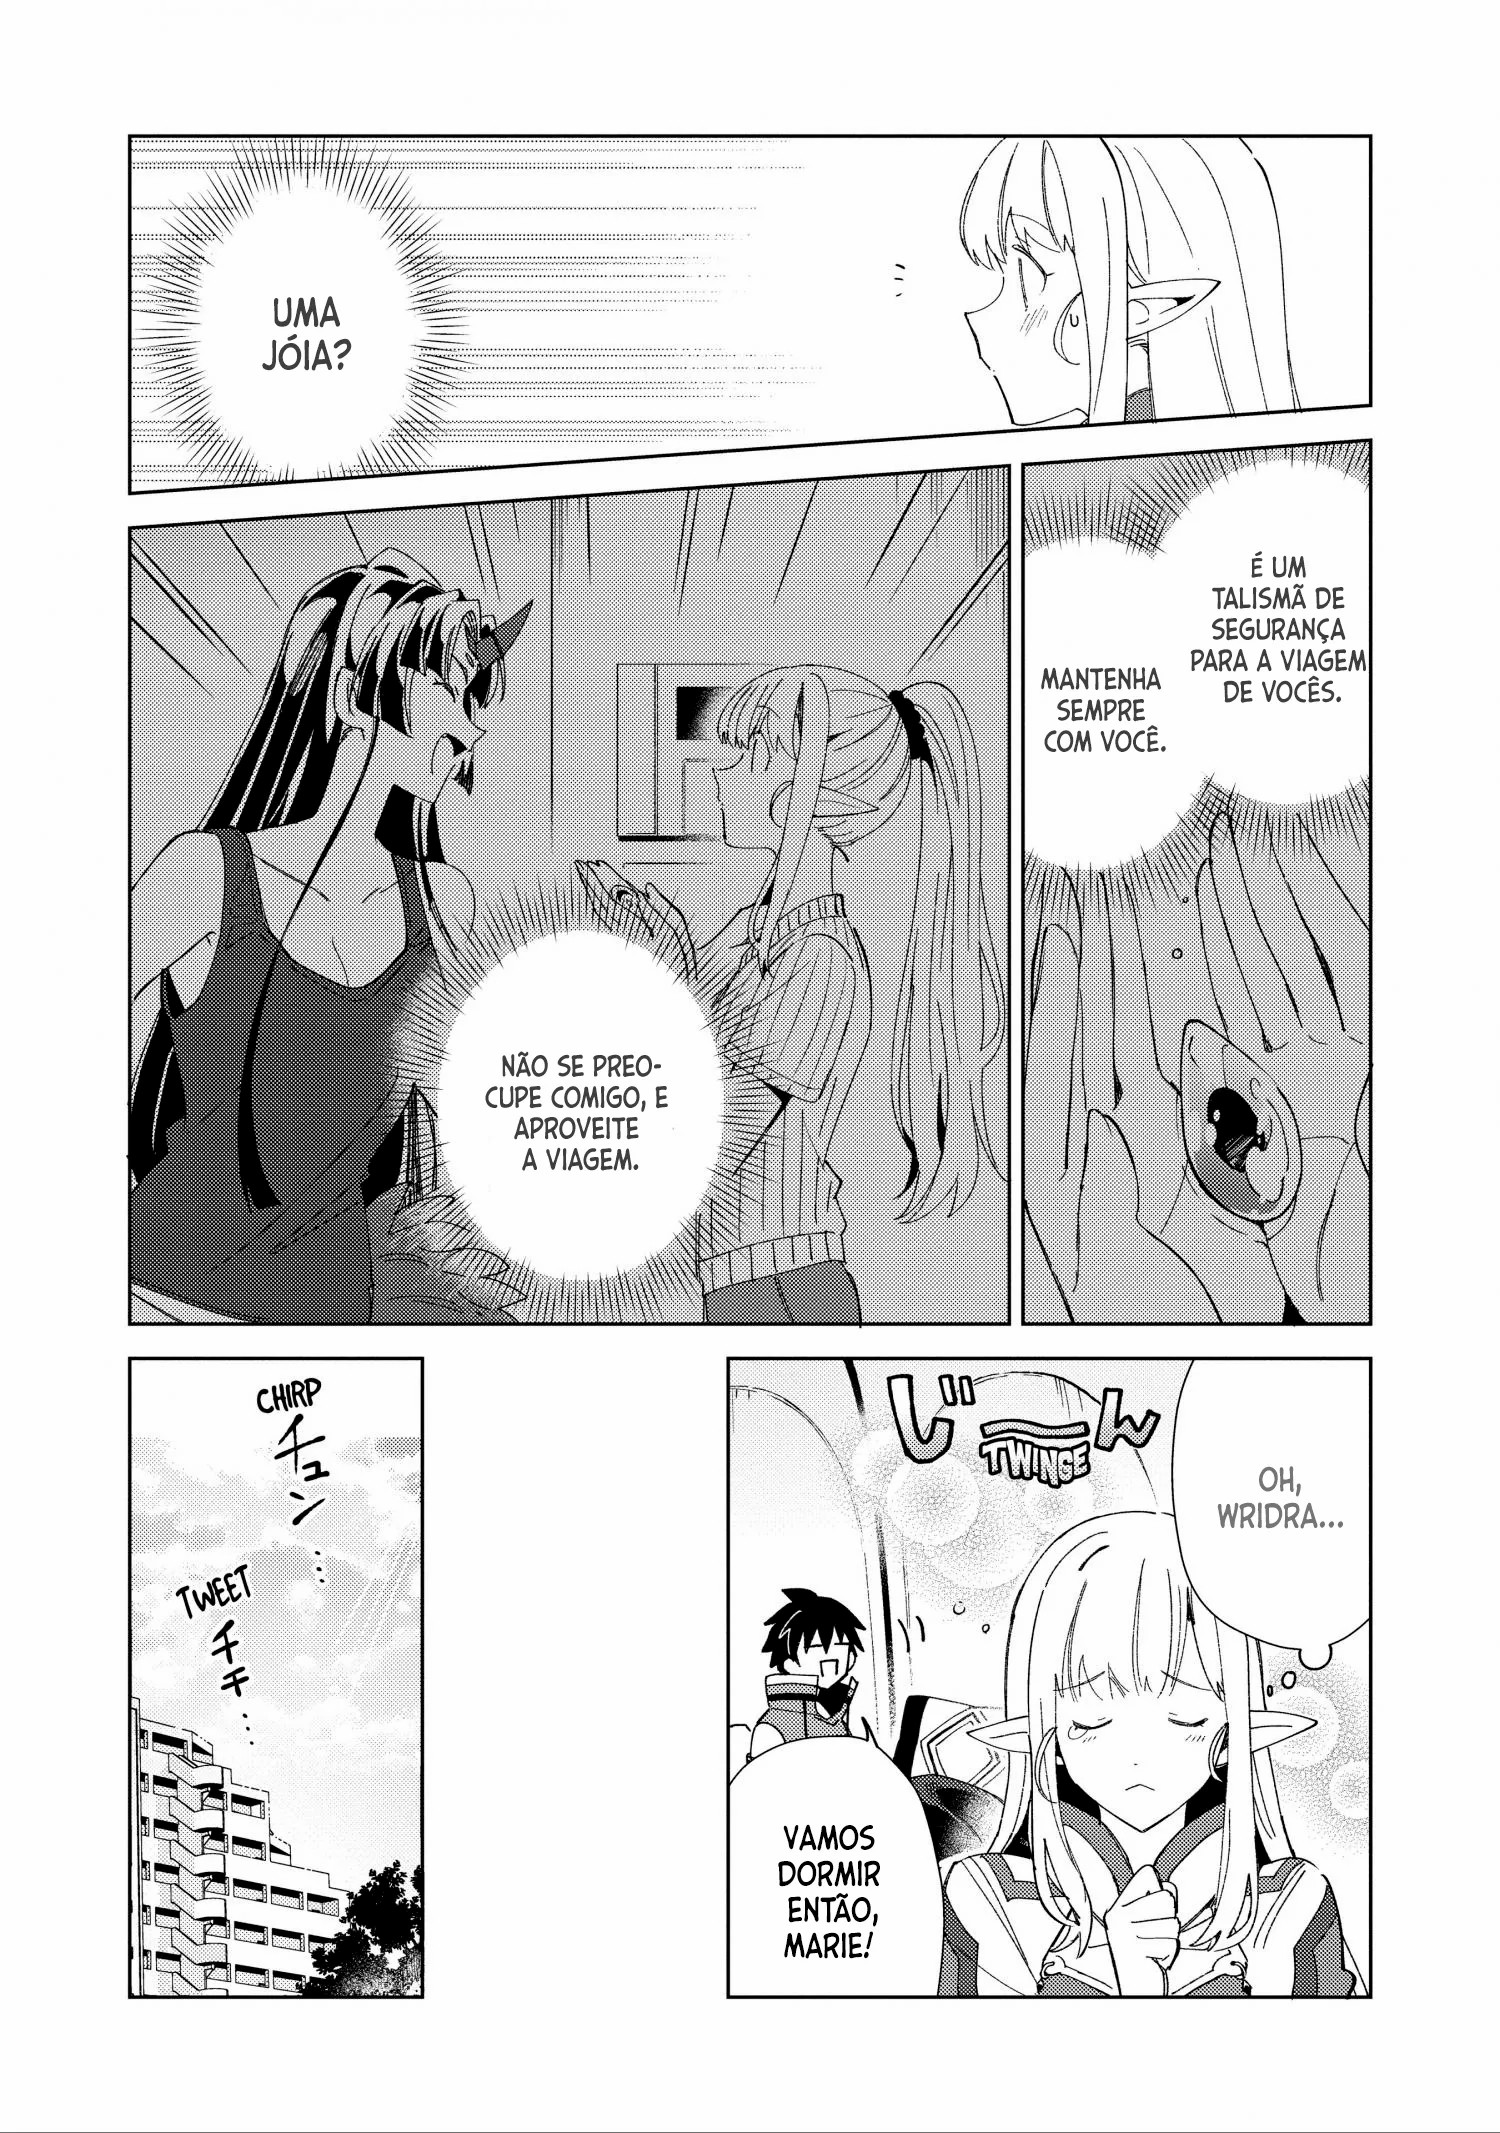 UMA
JÓIA?
É UM
TALISMÃ DE
SEGURANÇA
PARA A VIAGEM
DE VOCÊS.
MANTENHA
SEMPRE
COM VOCÊ.
NÃO SE PREO-
CUPE COMIGO, E
APROVEITE
A VIAGEM.
じーん
TWINGE
OH,
WRIDRA...
VAMOS
DORMIR
ENTÃO,
MARIE!
CHIRP
チュン...
TWEET
チチ...